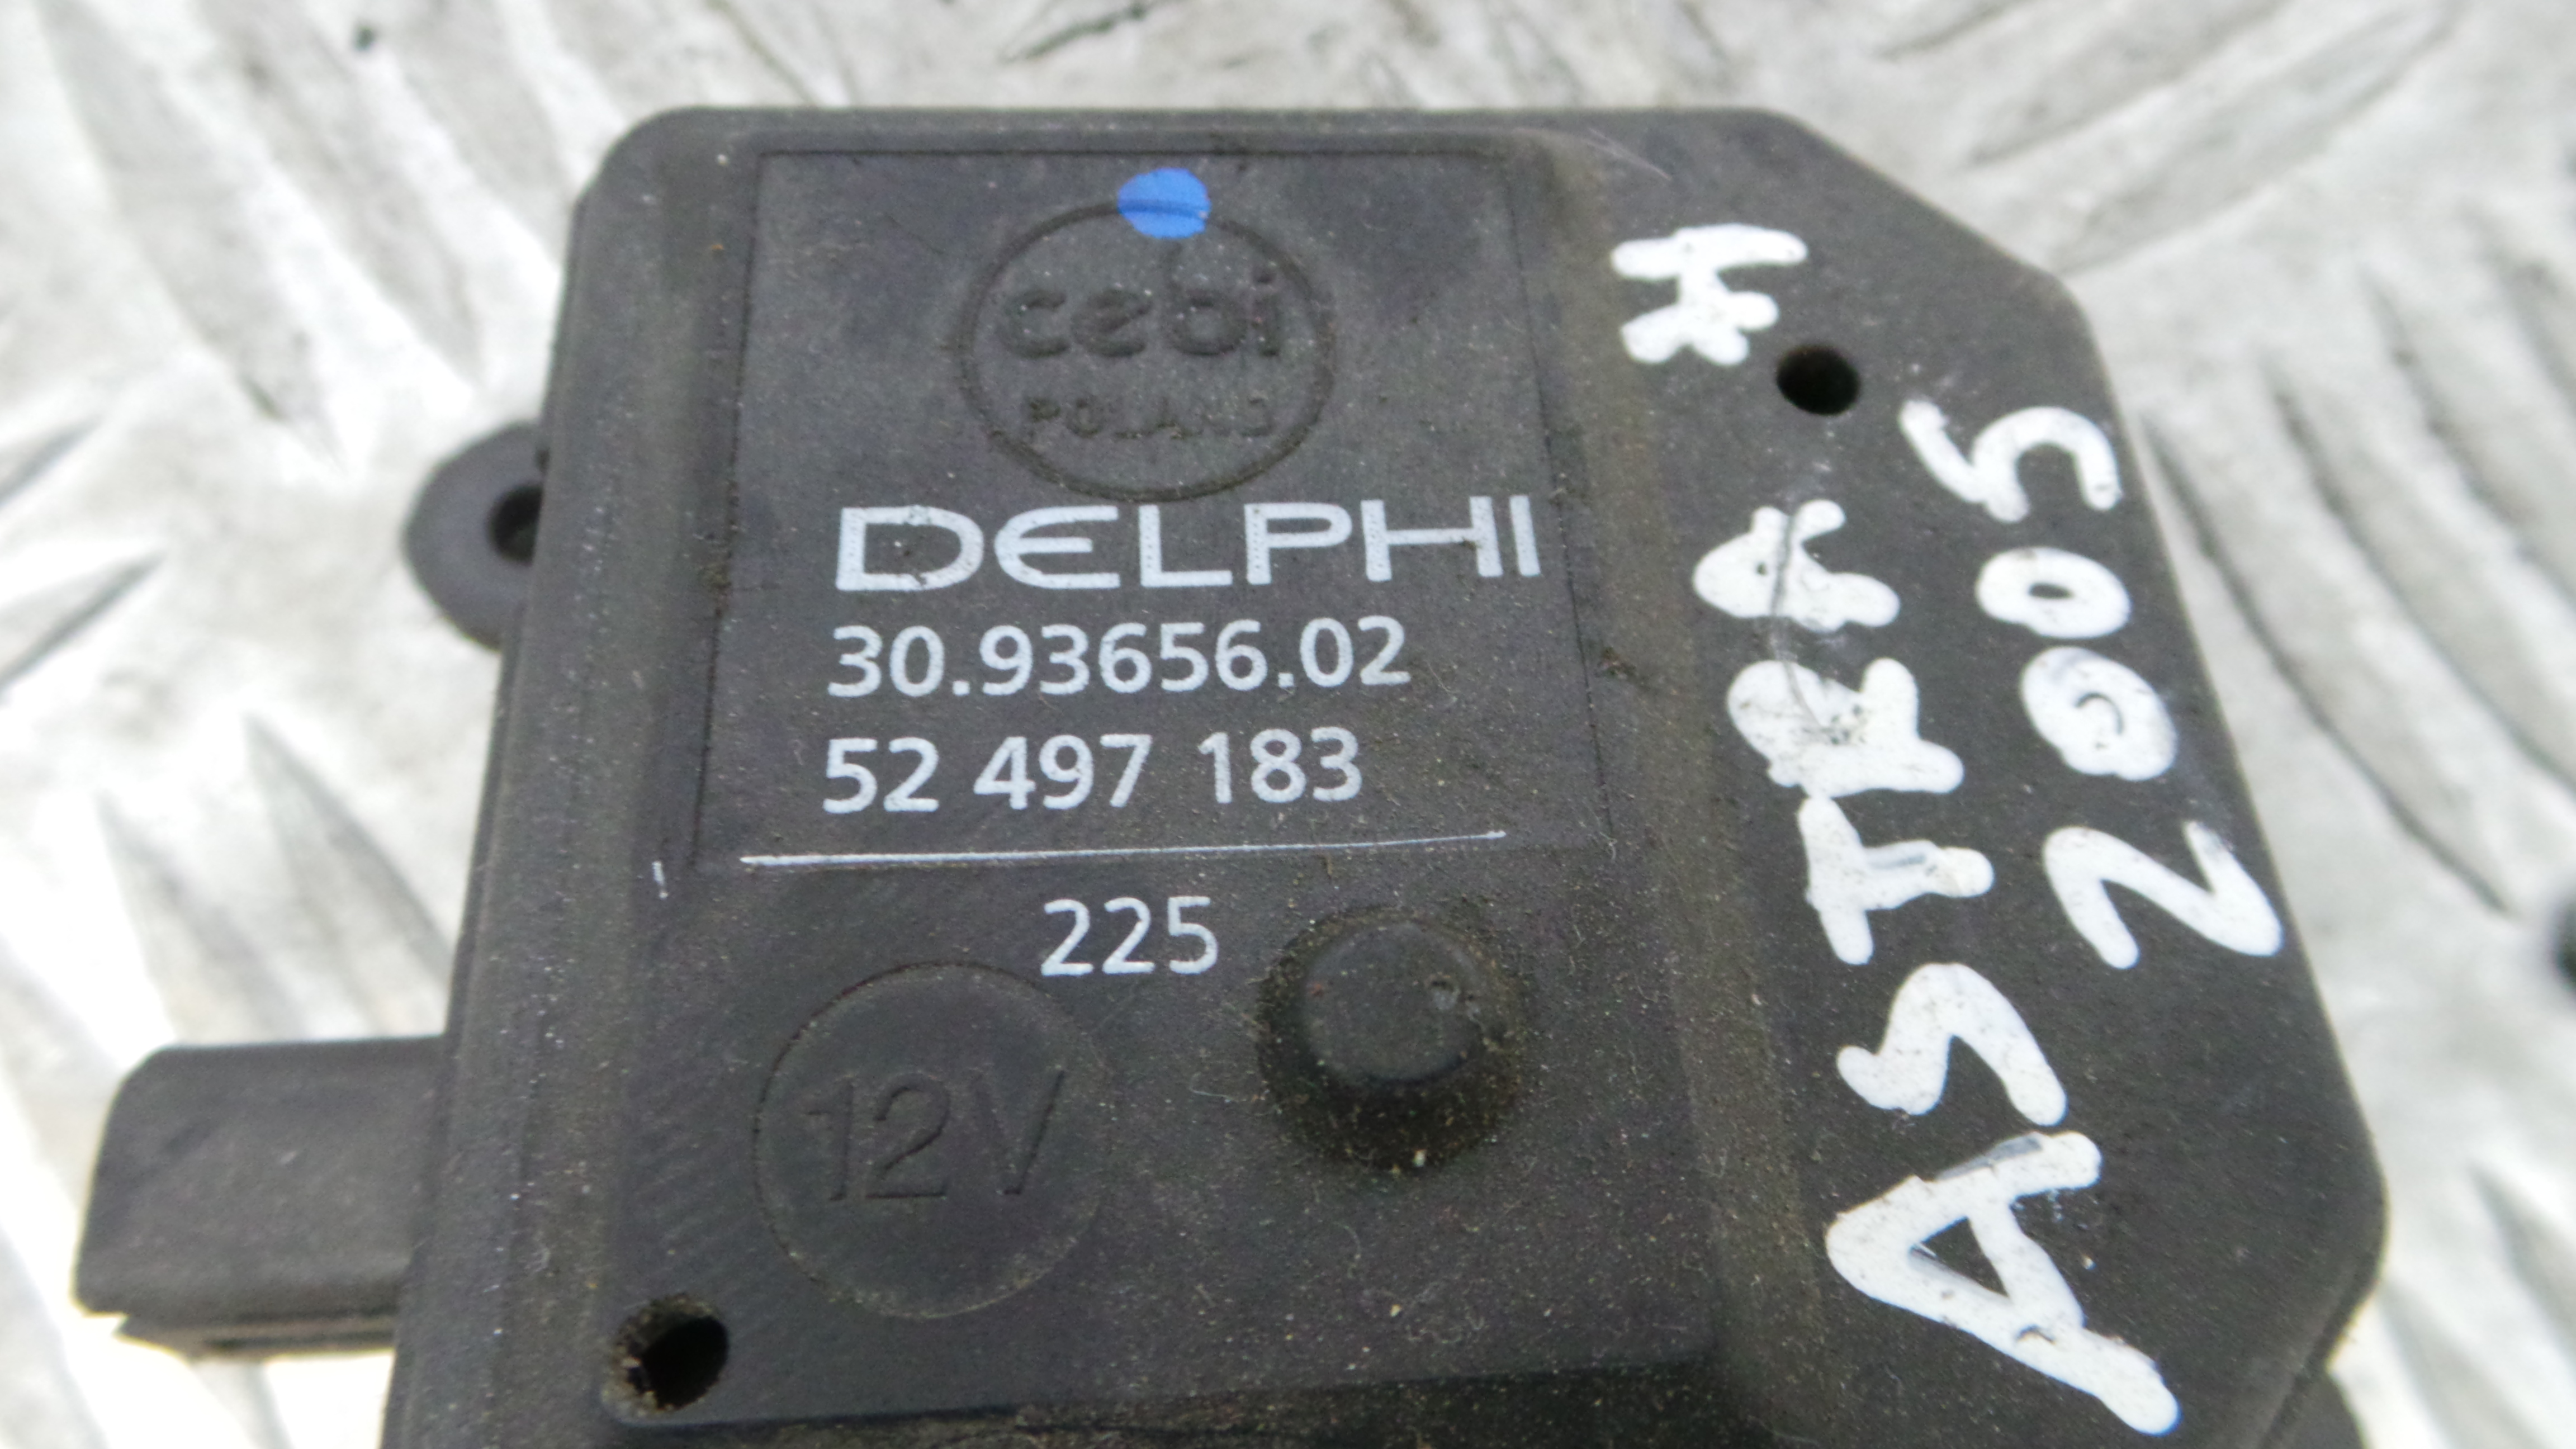 cebi
POLAND
DELPHI
30.93656.02
52 497 183
225
12V
ASTRA H
2005